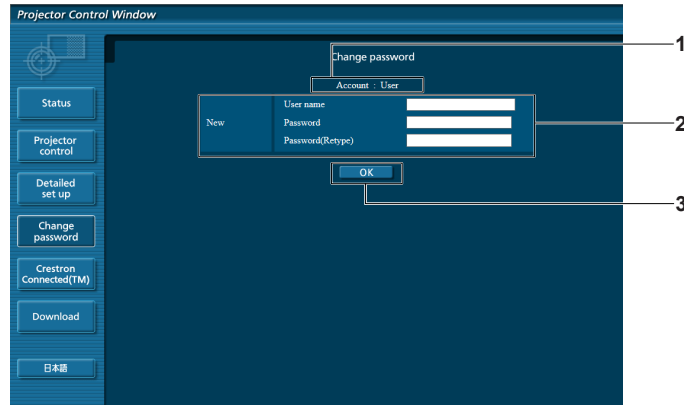 Projector Control Window
Change password
1
Account : User
New
User name
Password
Password(Retype)
2
OK
3
Status
Projector
control
Detailed
set up
Change
password
Crestron
Connected(TM)
Download
日本語